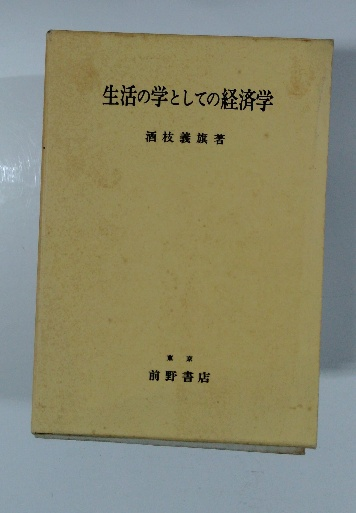 生活の学としての経済学
酒枝義旗著
東京
前野書店